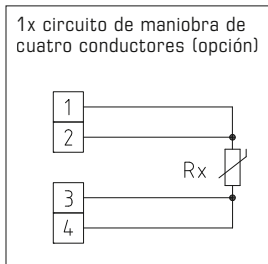 1x circuito de maniobra de
cuatro conductores (opción)
1
2
Rx
3
4